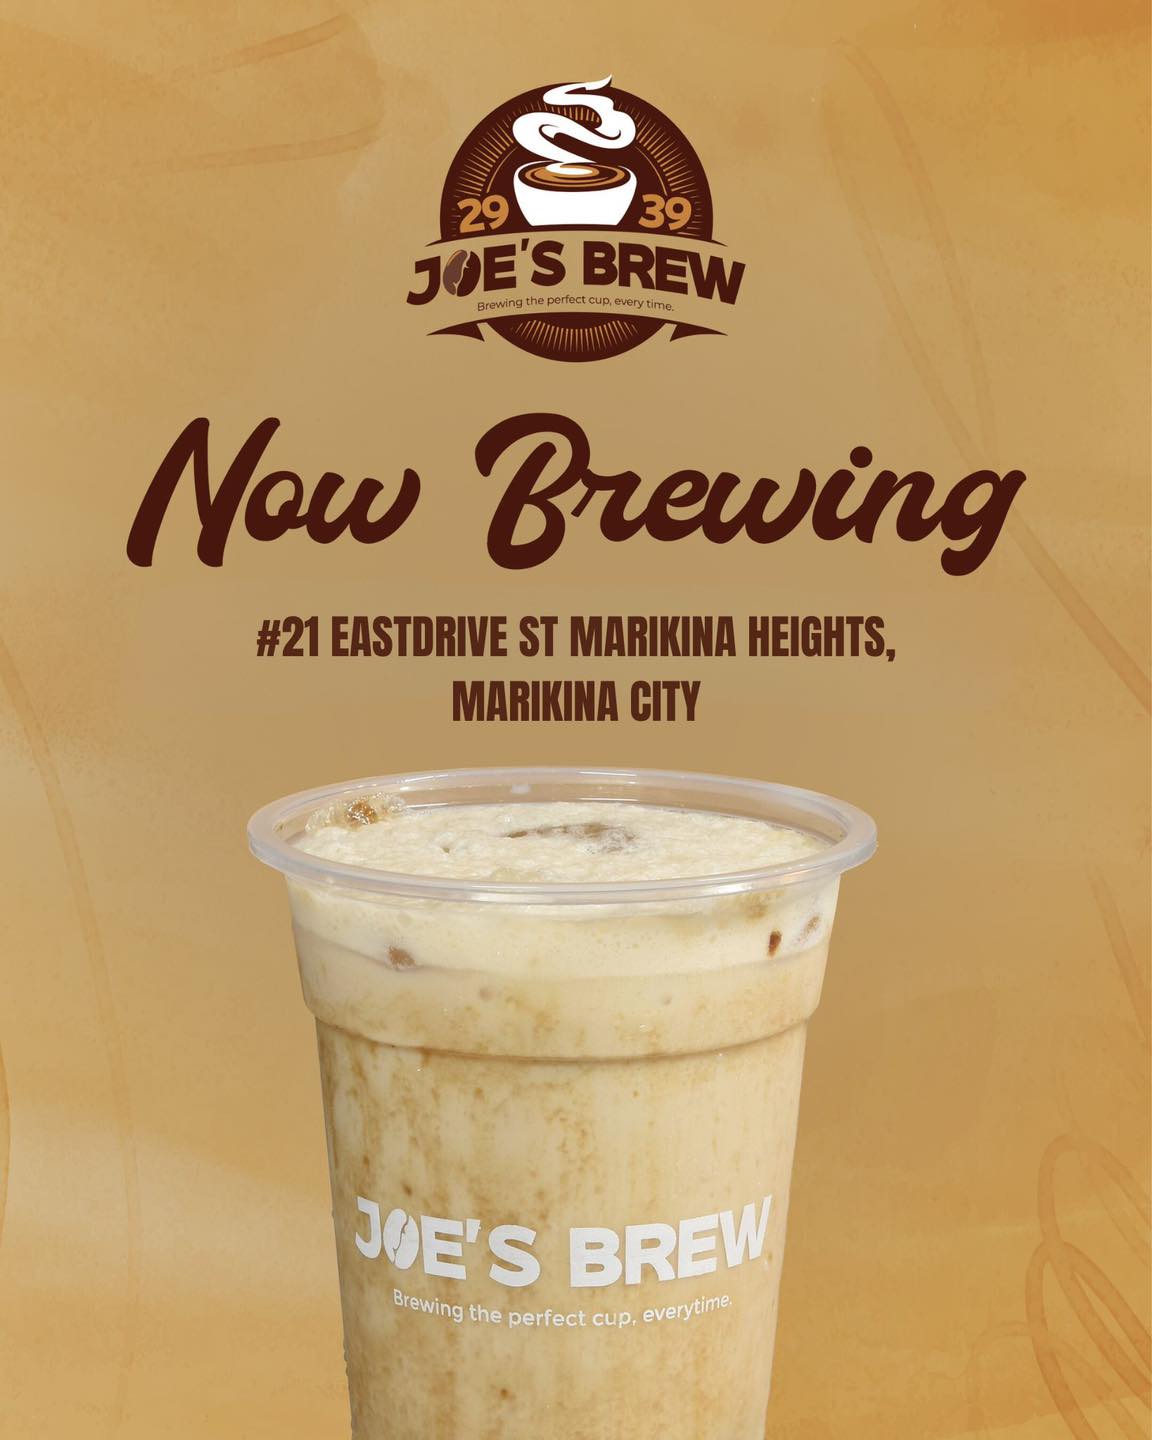 29 39
JOE'S BREW
Brewing the perfect cup, every time.
Now Brewing
#21 EASTDRIVE ST MARIKINA HEIGHTS,
MARIKINA CITY
JOE'S BREW
Brewing the perfect cup, everytime.